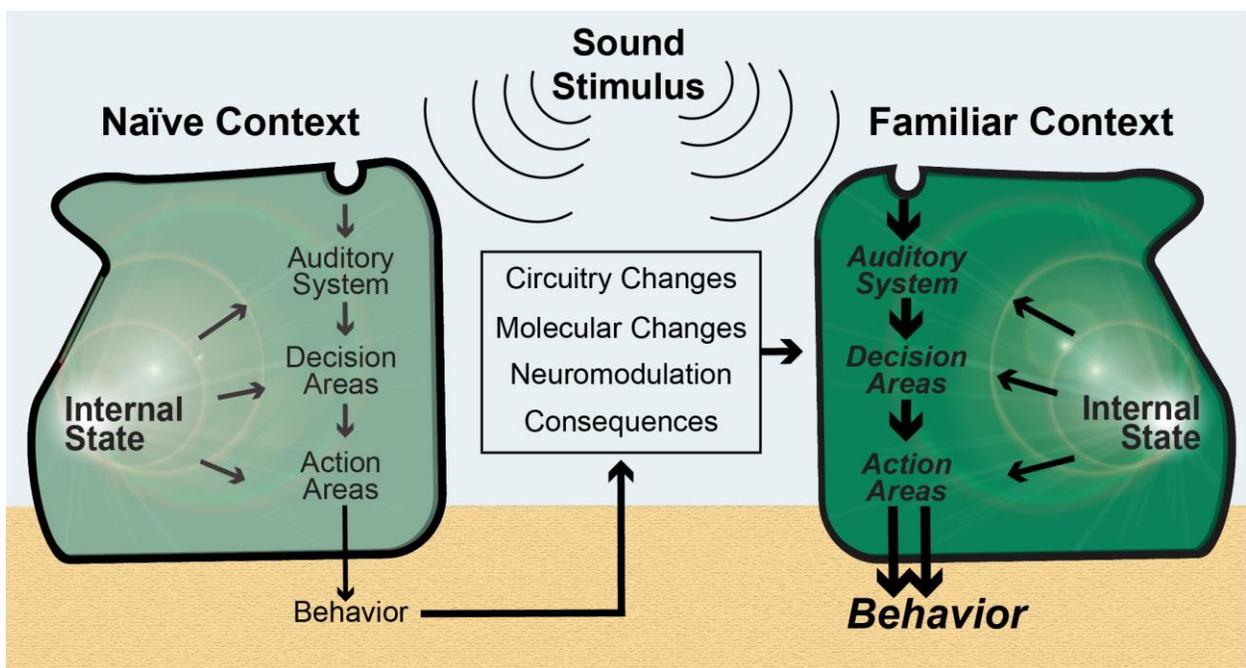 Sound
Stimulus
Naïve Context
Auditory
System
Decision
Areas
Internal
State
Action
Areas
Behavior
Circuitry Changes
Molecular Changes
Neuromodulation
Consequences
Familiar Context
Auditory
System
Decision
Areas
Internal
State
Action
Areas
Behavior